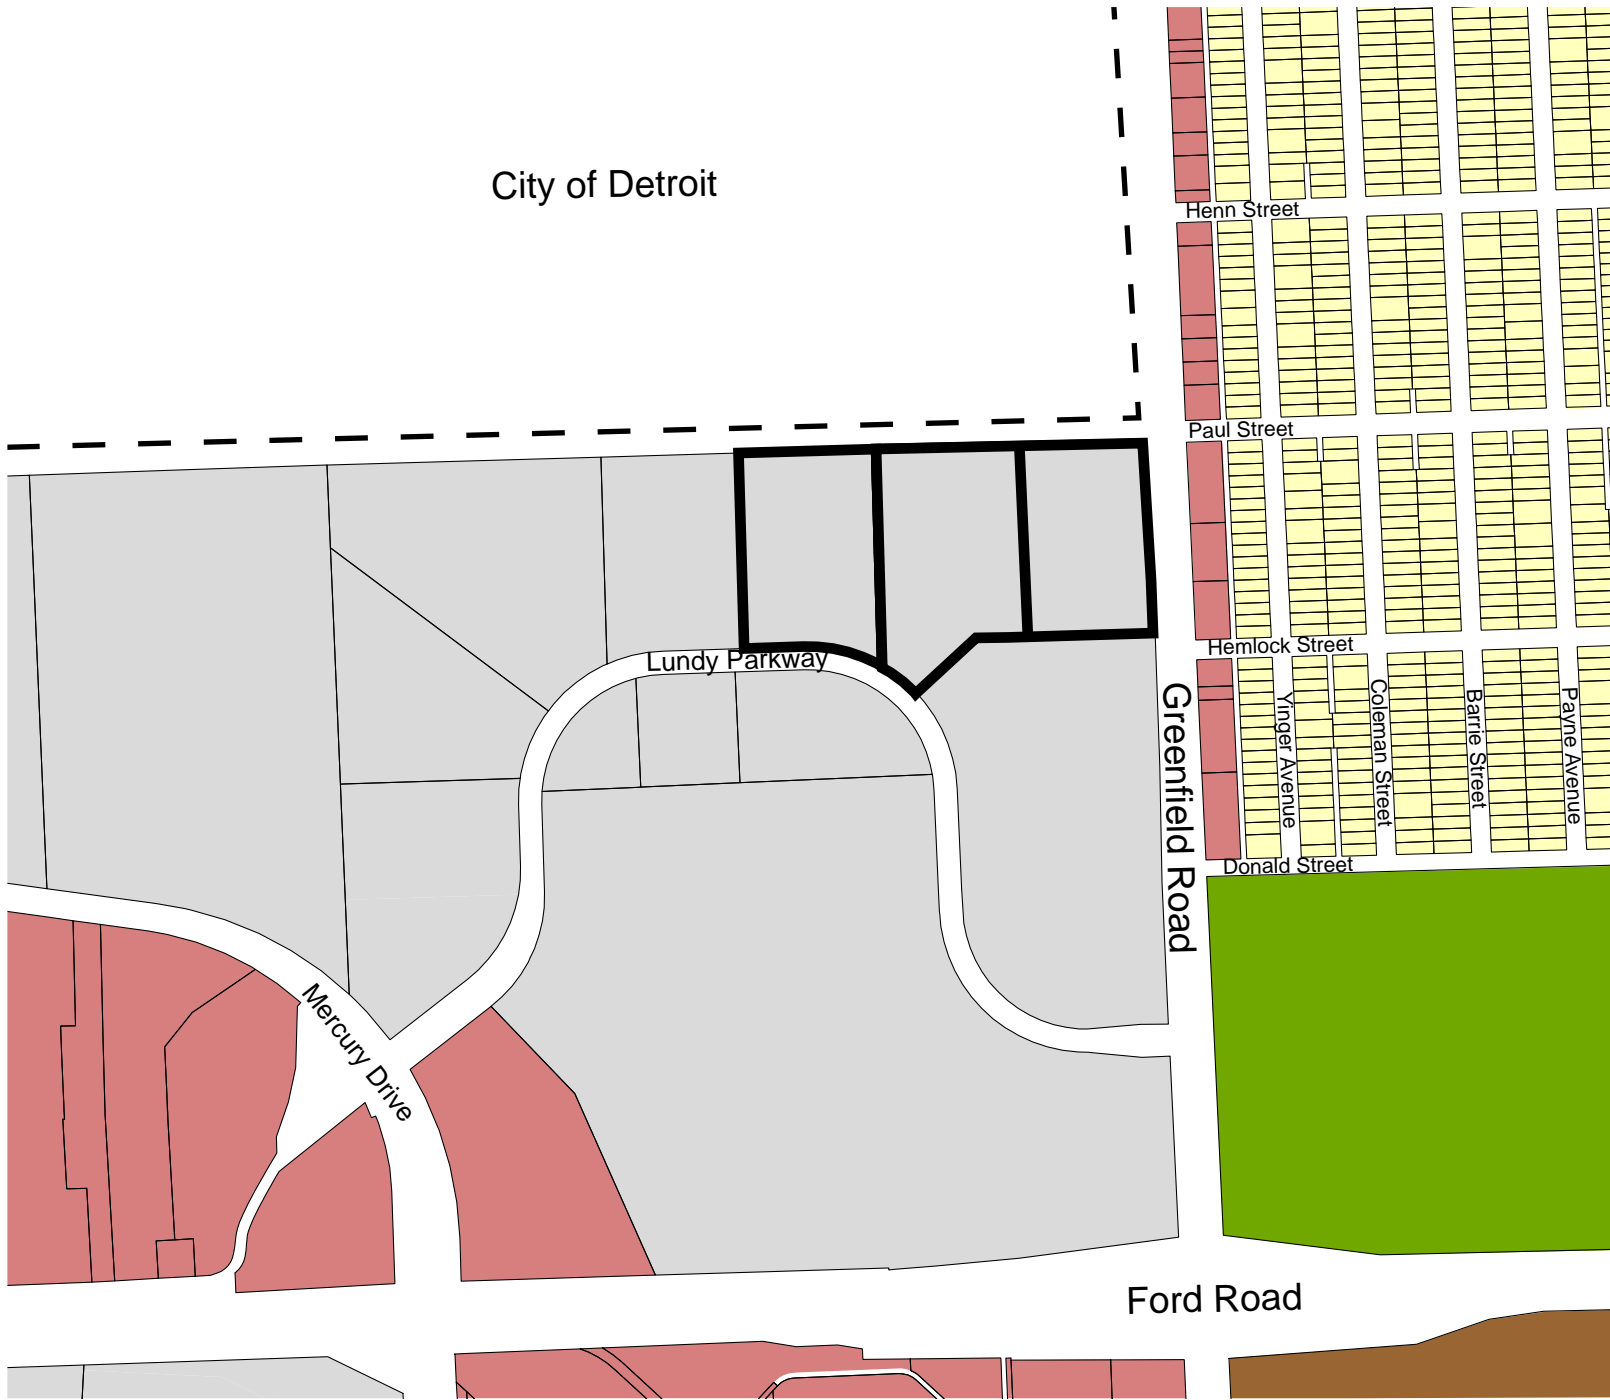 City of Detroit
Henn Street
Paul Street
Hemlock Street
Lundy Parkway
Greenfield Road
Yinger Avenue
Coleman Street
Barrie Street
Payne Avenue
Donald Street
Mercury Drive
Ford Road